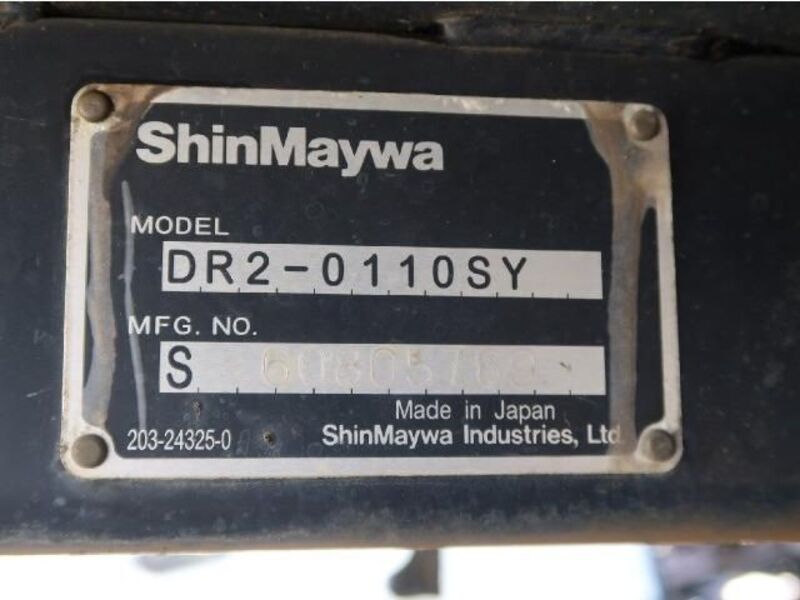 ShinMaywa
MODEL
DR2-0110SY
MFG. NO.
S
Made in Japan
203-24325-0
ShinMaywa Industries, Ltd